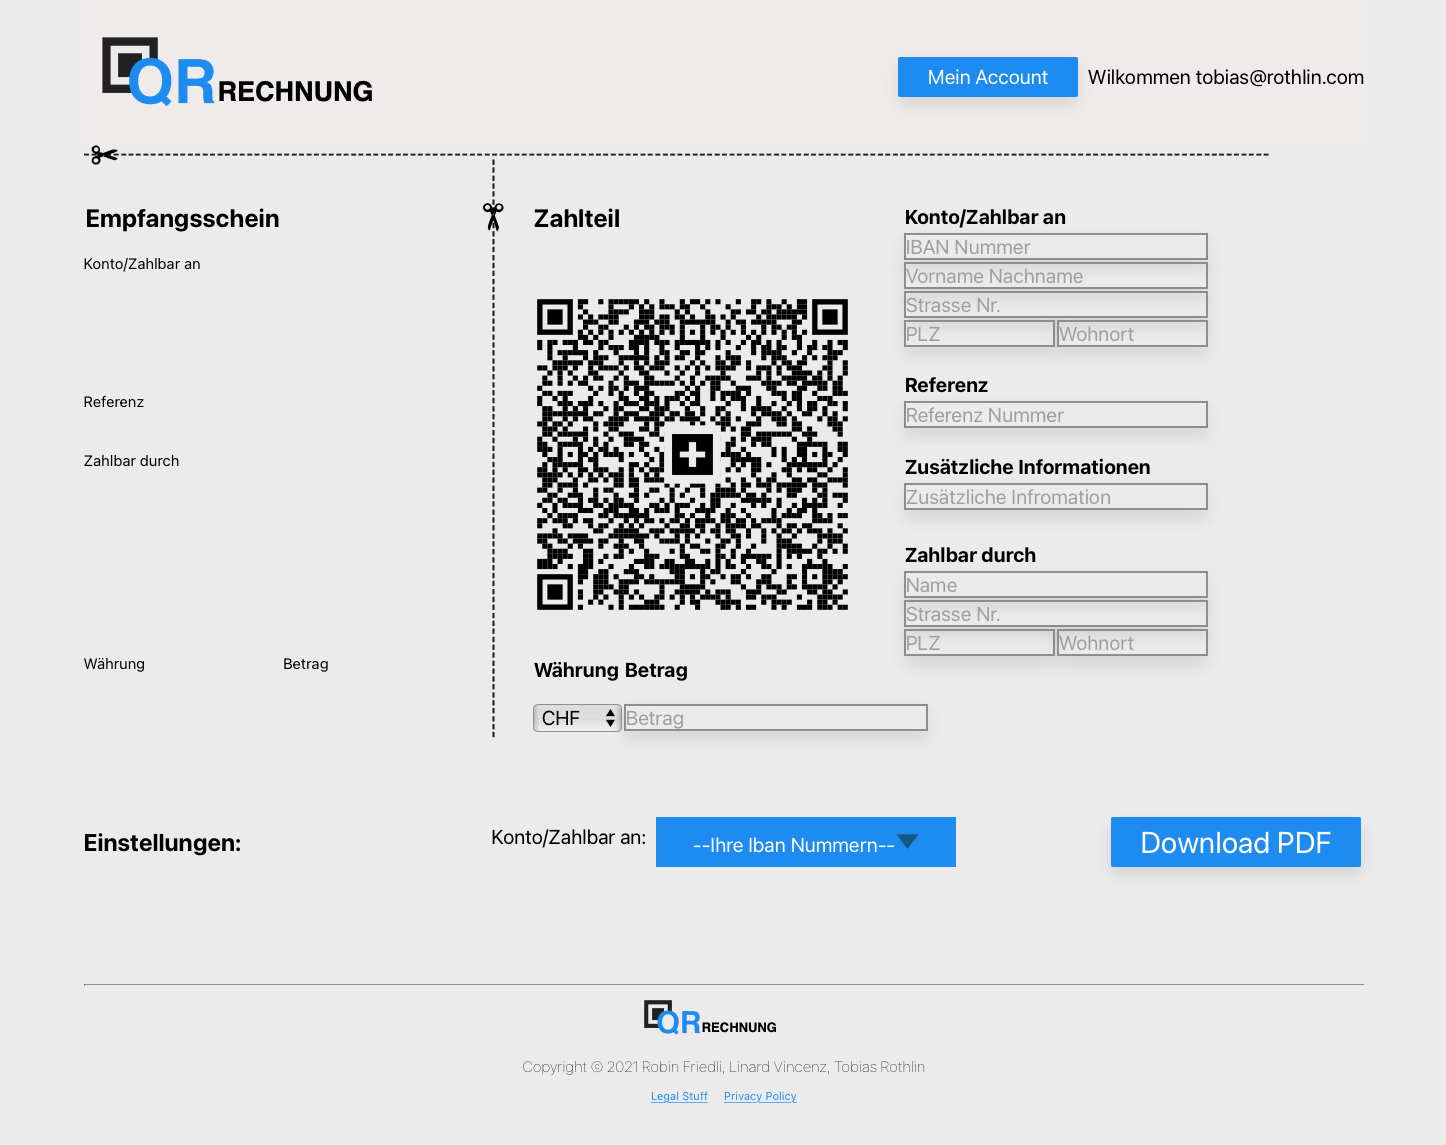 QR RECHNUNG
Mein Account
Wilkommen tobias@rothlin.com
Empfangsschein
Konto/Zahlbar an
Referenz
Zahlbar durch
Währung Betrag
Zahlteil
Währung Betrag
CHF Betrag
Konto/Zahlbar an
IBAN Nummer
Vorname Nachname
Strasse Nr.
PLZ Wohnort
Referenz
Referenz Nummer
Zusätzliche Informationen
Zusätzliche Infromation
Zahlbar durch
Name
Strasse Nr.
PLZ Wohnort
Einstellungen:
Konto/Zahlbar an:
--Ihre Iban Nummern--
Download PDF
QR RECHNUNG
Copyright © 2021 Robin Friedli, Linard Vincenz, Tobias Rothlin
Legal Stuff Privacy Policy